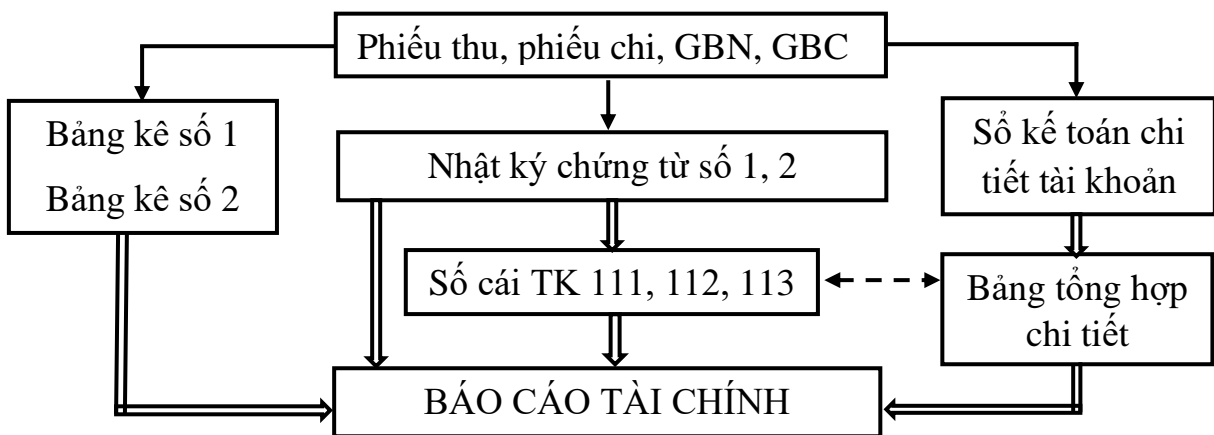 Phiếu thu, phiếu chi, GBN, GBC
Bảng kê số 1
Bảng kê số 2
Nhật ký chứng từ số 1, 2
Sổ kế toán chi
tiết tài khoản
Số cái TK 111, 112, 113
Bảng tổng hợp
chi tiết
BÁO CÁO TÀI CHÍNH